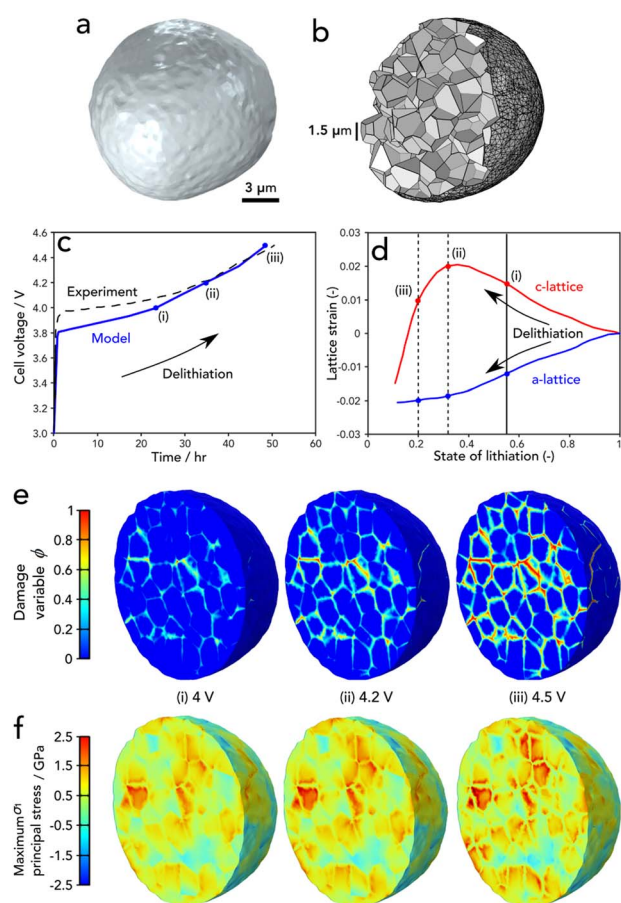 a
b
3 µm
1.5 µm
c
4.6
4.4
4.2
4.0
3.8
3.6
3.4
3.2
3.0
Cell voltage / V
Experiment
Model
(i)
(ii)
(iii)
Delithiation
0 10 20 30 40 50 60
Time / hr
d
0.03
0.02
0.01
0
-0.01
-0.02
-0.03
Lattice strain (-)
(iii)
(ii)
(i)
c-lattice
Delithiation
a-lattice
0 0.2 0.4 0.6 0.8 1
State of lithiation (-)
e
Damage
variable ϕ
1
0.8
0.6
0.4
0.2
0
(i) 4 V
(ii) 4.2 V
(iii) 4.5 V
f
Maximum σ₁
principal stress / GPa
2.5
1.5
0.5
-0.5
-1.5
-2.5